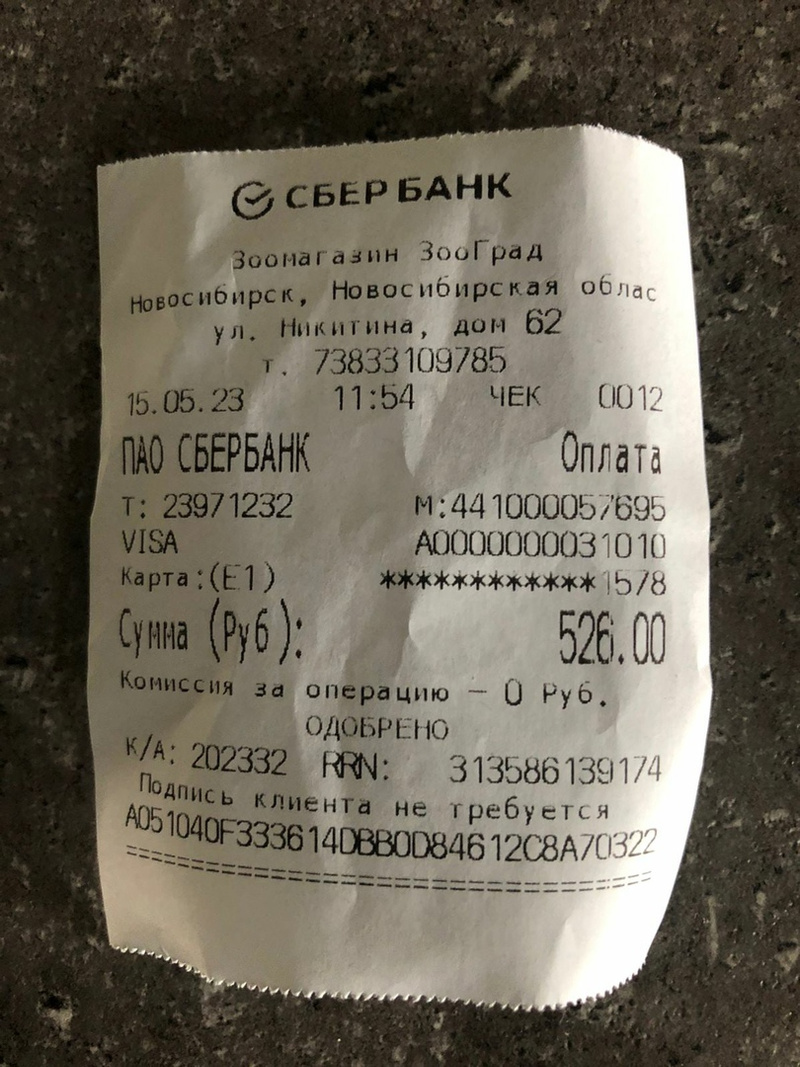 СБЕР БАНК
Зоомагазин ЗооГрад
Новосибирск, Новосибирская облас
ул. Никитина, дом 62
т. 73833109785
15.05.23 11:54 ЧЕК 0012
ПАО СБЕРБАНК Оплата
Т: 23971232 М:441000057695
VISA A0000000031010
Карта:(E1) ************1578
Сумма (Руб): 526.00
Комиссия за операцию – 0 Руб.
ОДОБРЕНО
К/А: 202332 RRN: 313586139174
Подпись клиента не требуется
A051040F333614DBB0D84612C8A70322
================================